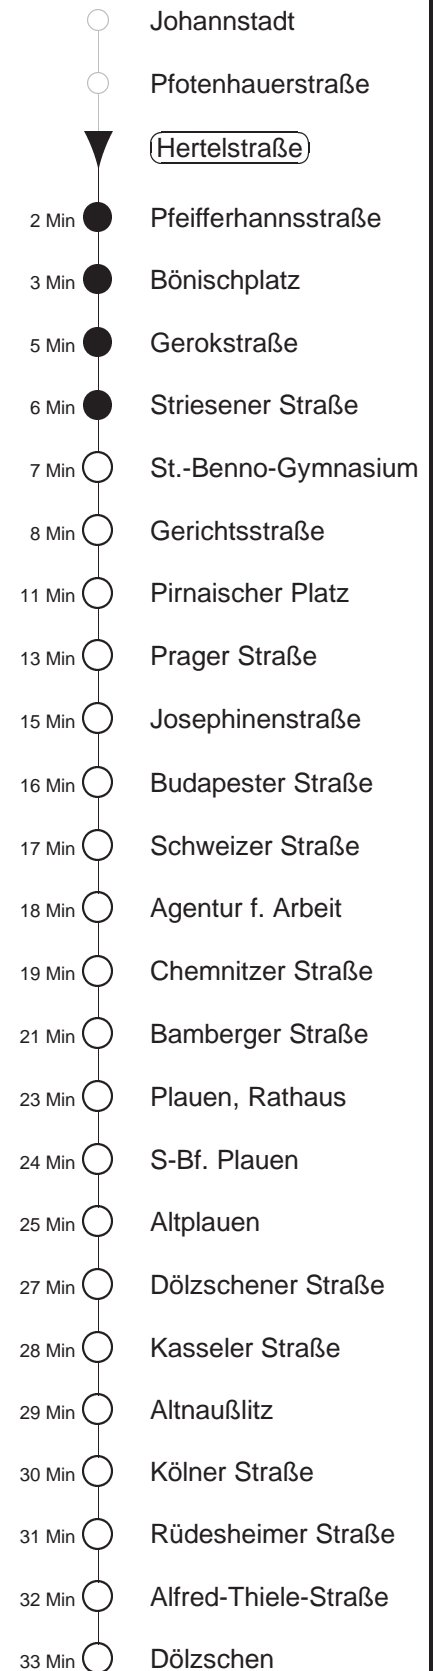 Johannstadt
Pfotenhauerstraße
Hertelstraße
2 Min Pfeifferhannsstraße
3 Min Bönischplatz
5 Min Gerokstraße
6 Min Striesener Straße
7 Min St.-Benno-Gymnasium
8 Min Gerichtsstraße
11 Min Pirnaischer Platz
13 Min Prager Straße
15 Min Josephinenstraße
16 Min Budapester Straße
17 Min Schweizer Straße
18 Min Agentur f. Arbeit
19 Min Chemnitzer Straße
21 Min Bamberger Straße
23 Min Plauen, Rathaus
24 Min S-Bf. Plauen
25 Min Altplauen
27 Min Dölzschener Straße
28 Min Kasseler Straße
29 Min Altnaußlitz
30 Min Kölner Straße
31 Min Rüdesheimer Straße
32 Min Alfred-Thiele-Straße
33 Min Dölzschen